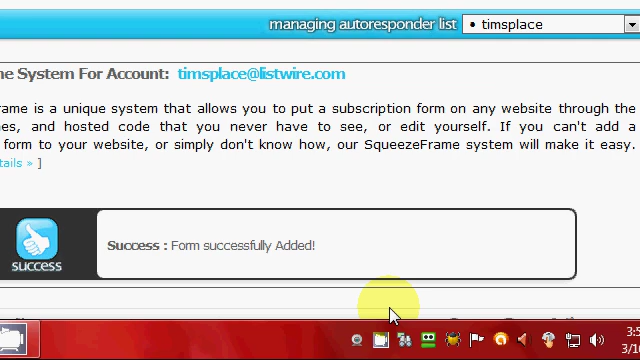 managing autoresponder list • timsplace
me System For Account: timsplace@listwire.com
rame is a unique system that allows you to put a subscription form on any website through the
es, and hosted code that you never have to see, or edit yourself. If you can't add a
form to your website, or simply don't know how, our SqueezeFrame system will make it easy.
tails » ]
Success : Form successfully Added!
success
3:5
3/1